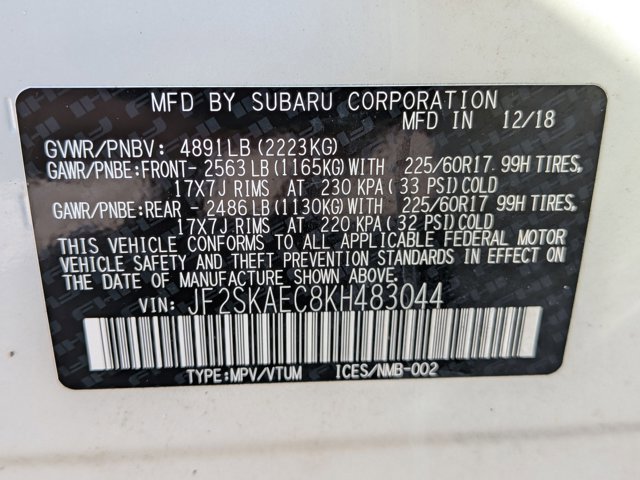 MFD BY SUBARU CORPORATION
MFD IN 12/18
GVWR/PNBV: 4891LB(2223KG)
GAWR/PNBE:FRONT- 2563LB(1165KG)WITH 225/60R17 99H TIRES,
17X7J RIMS AT 230 KPA(33 PSI)COLD
GAWR/PNBE:REAR - 2486LB(1130KG)WITH 225/60R17 99H TIRES,
17X7J RIMS AT 220 KPA(32 PSI)COLD
THIS VEHICLE CONFORMS TO ALL APPLICABLE FEDERAL MOTOR
VEHICLE SAFETY AND THEFT PREVENTION STANDARDS IN EFFECT ON
THE DATE OF MANUFACTURE SHOWN ABOVE.
VIN: JF2SKAEC8KH483044
TYPE:MPV/VTUM ICES/NMB-002